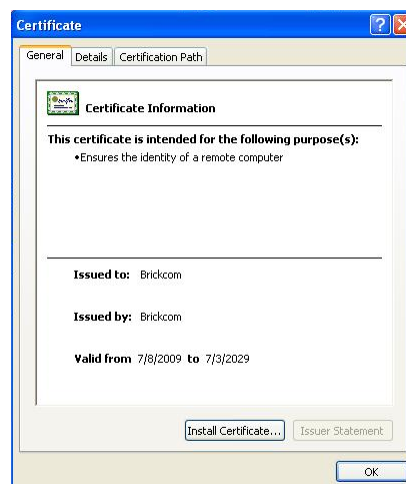 Certificate
General Details Certification Path
Certificate Information
This certificate is intended for the following purpose(s):
•Ensures the identity of a remote computer
Issued to: Brickcom
Issued by: Brickcom
Valid from 7/8/2009 to 7/3/2029
Install Certificate... Issuer Statement
OK